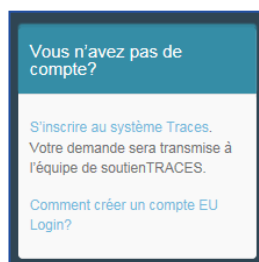 Vous n'avez pas de
compte?
S'inscrire au système Traces.
Votre demande sera transmise à
l'équipe de soutienTRACES.
Comment créer un compte EU
Login?